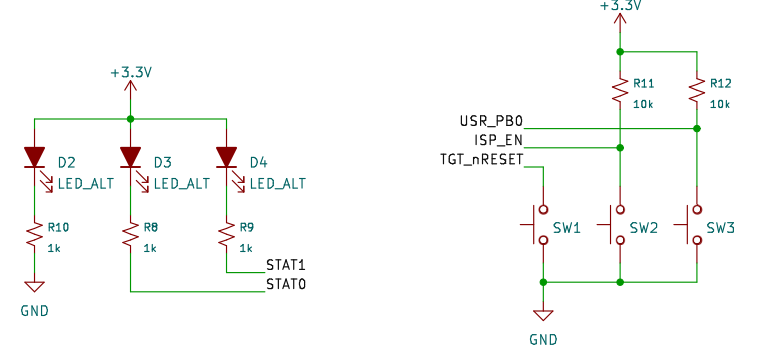 +3.3V
D2
LED_ALT
D3
LED_ALT
D4
LED_ALT
R10
1k
R8
1k
R9
1k
STAT1
STAT0
GND
+3.3V
R11
10k
R12
10k
USR_PB0
ISP_EN
TGT_nRESET
SW1
SW2
SW3
GND